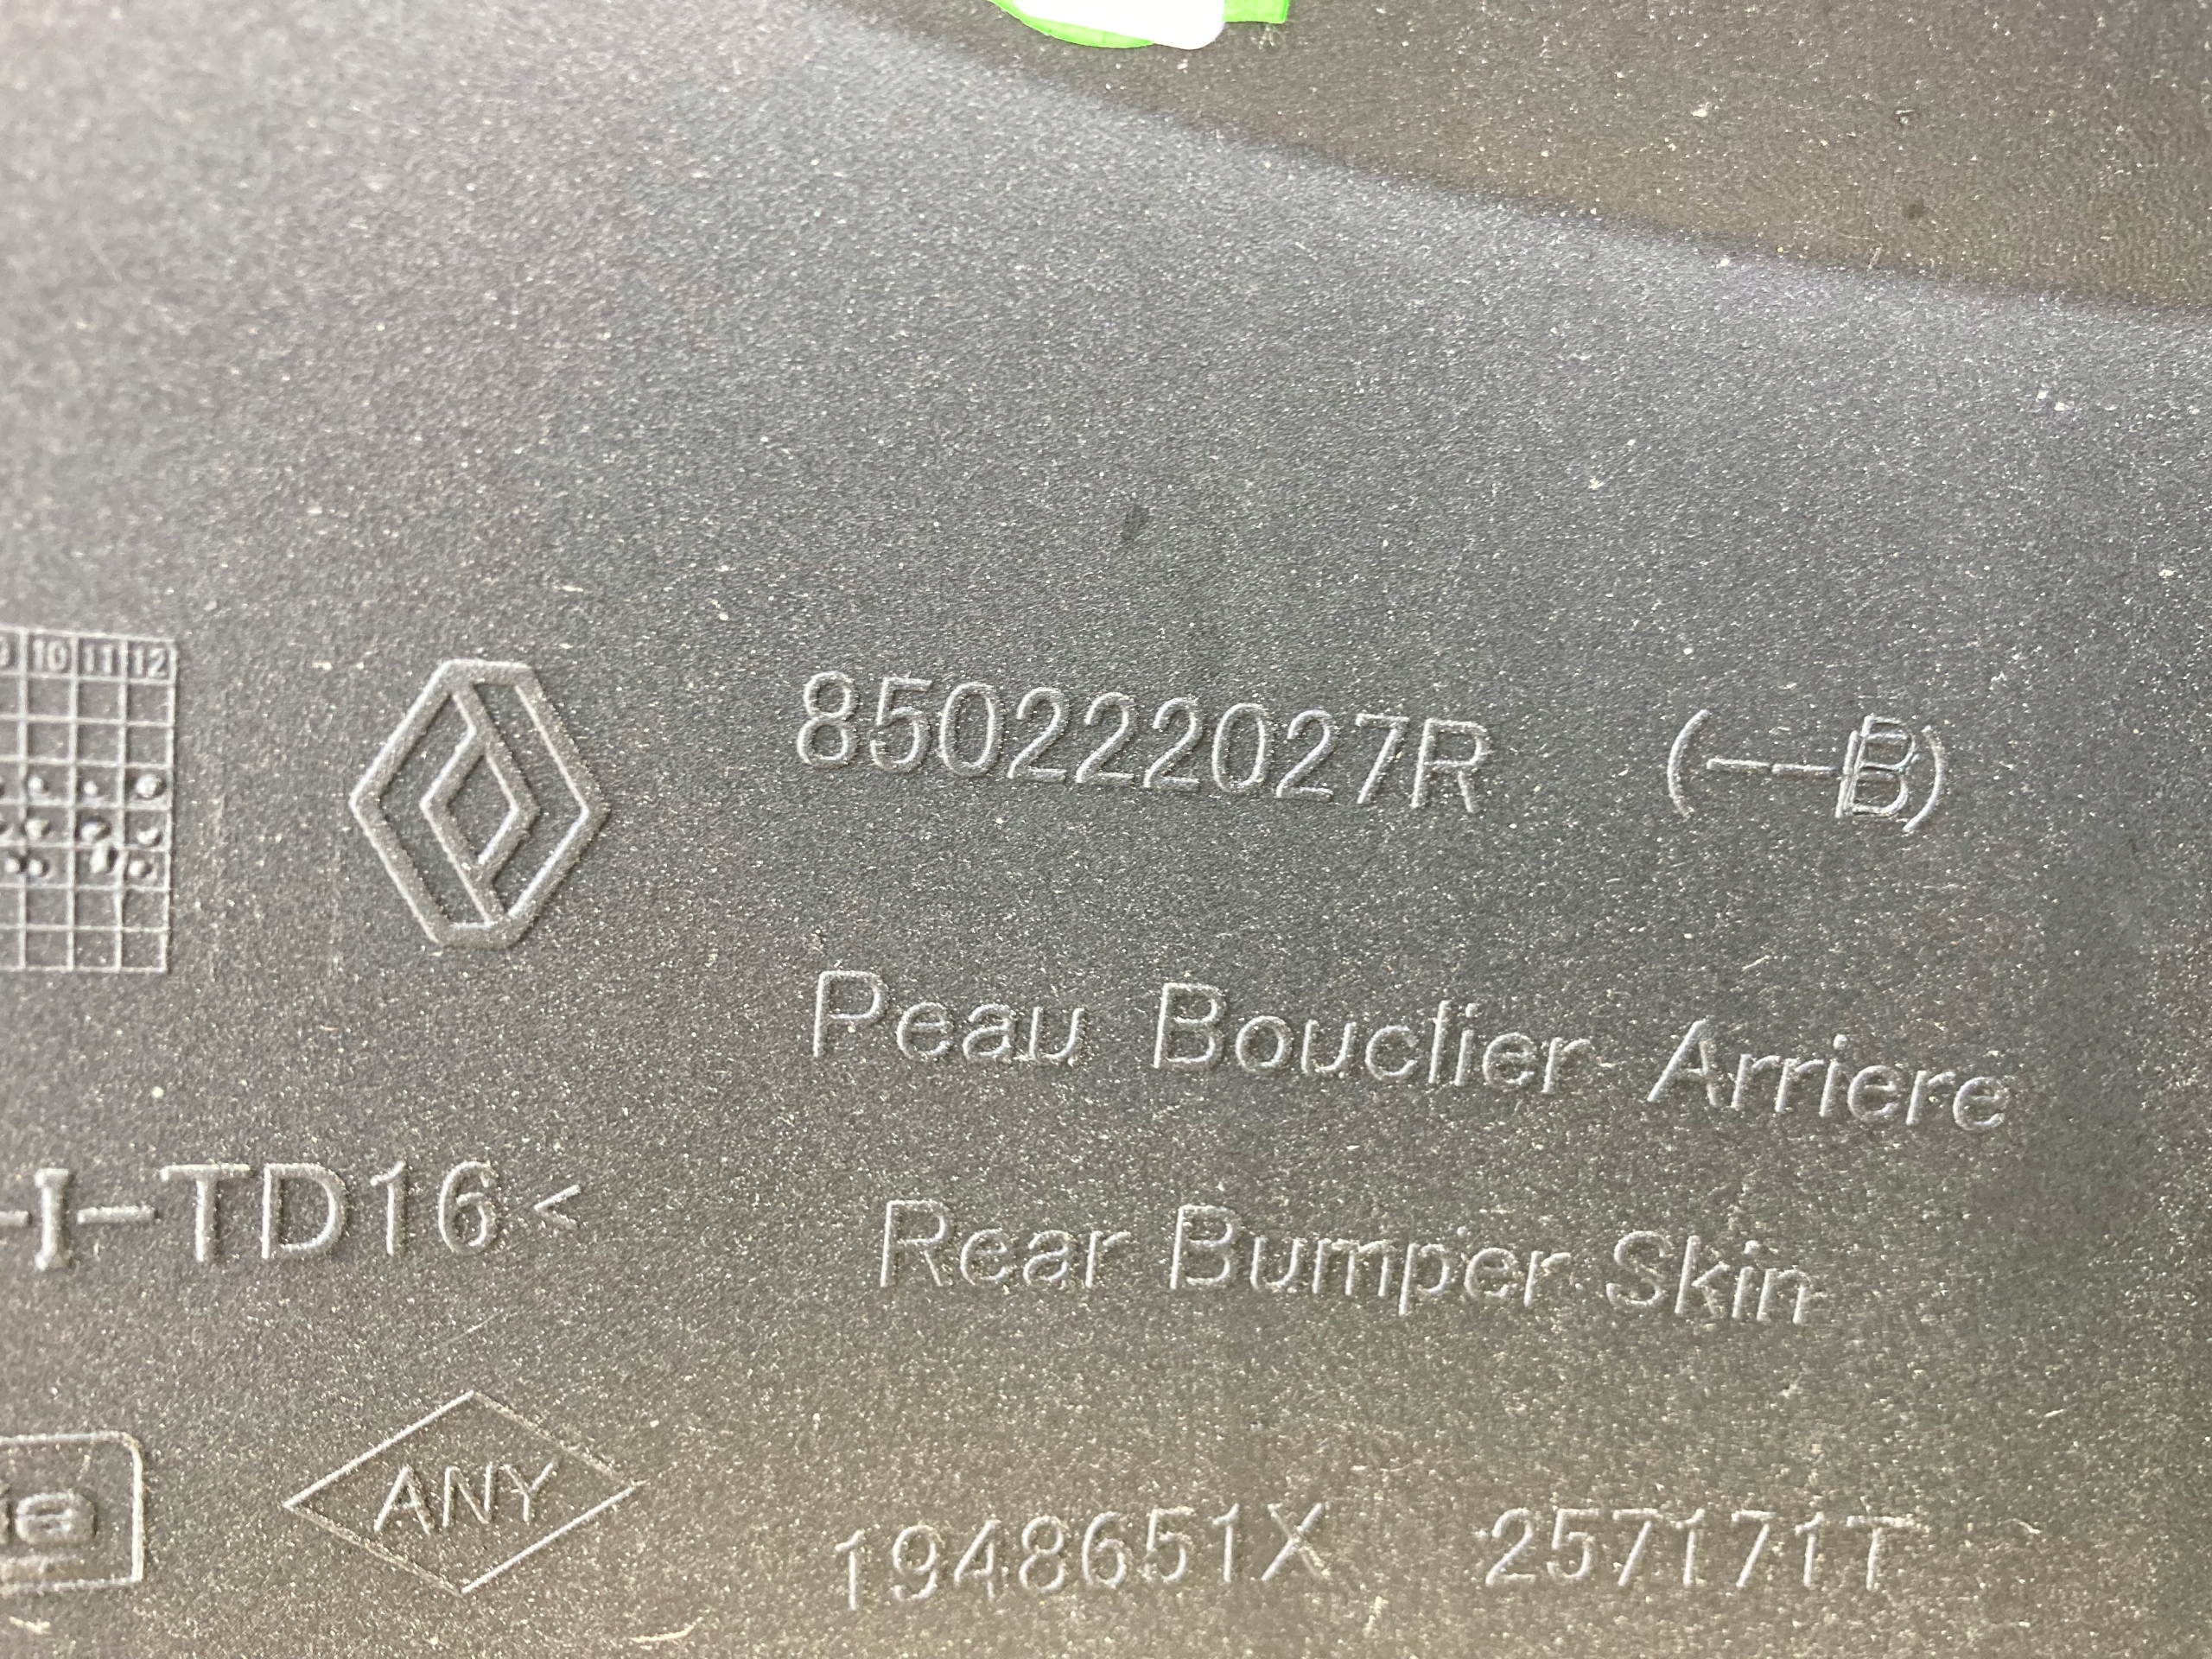 10 11 12
850222027R (--B)
Peau Bouclier Arriere
-I-TD16<
Rear Bumper Skin
ANY
1948651X 257171T